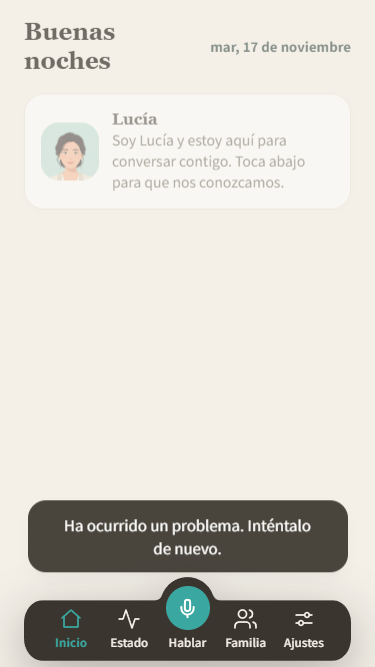 Buenas
noches
mar, 17 de noviembre
Lucía
Soy Lucía y estoy aquí para
conversar contigo. Toca abajo
para que nos conozcamos.
Ha ocurrido un problema. Inténtalo
de nuevo.
Inicio
Estado
Hablar
Familia
Ajustes